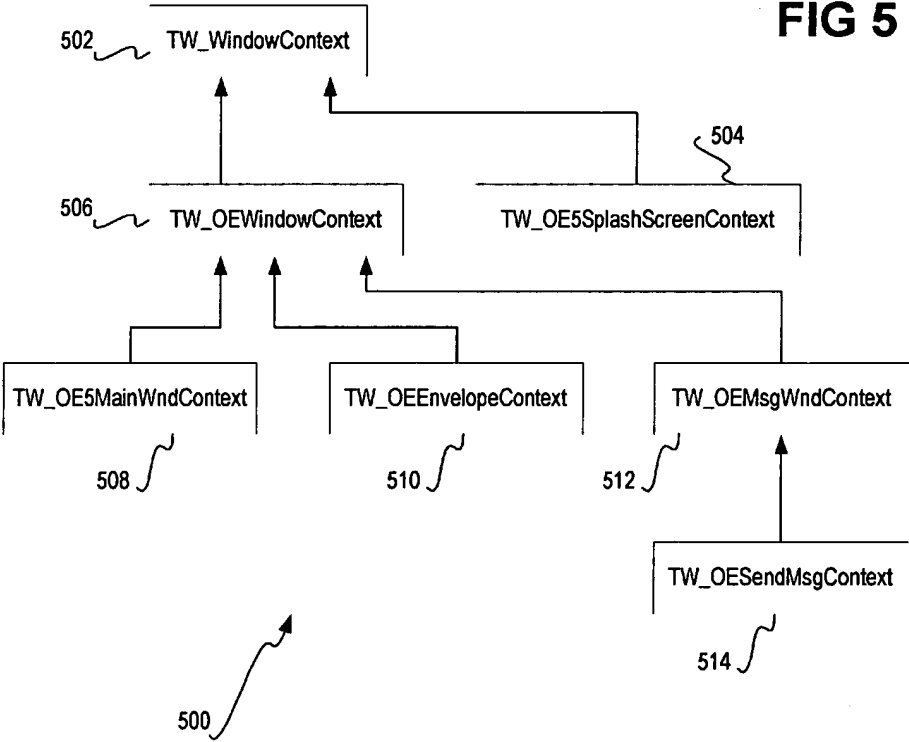 FIG 5
502
TW_WindowContext
504
506
TW_OEWindowContext
TW_OE5SplashScreenContext
TW_OE5MainWndContext
TW_OEEnvelopeContext
TW_OEMsgWndContext
508
510
512
TW_OESendMsgContext
514
500